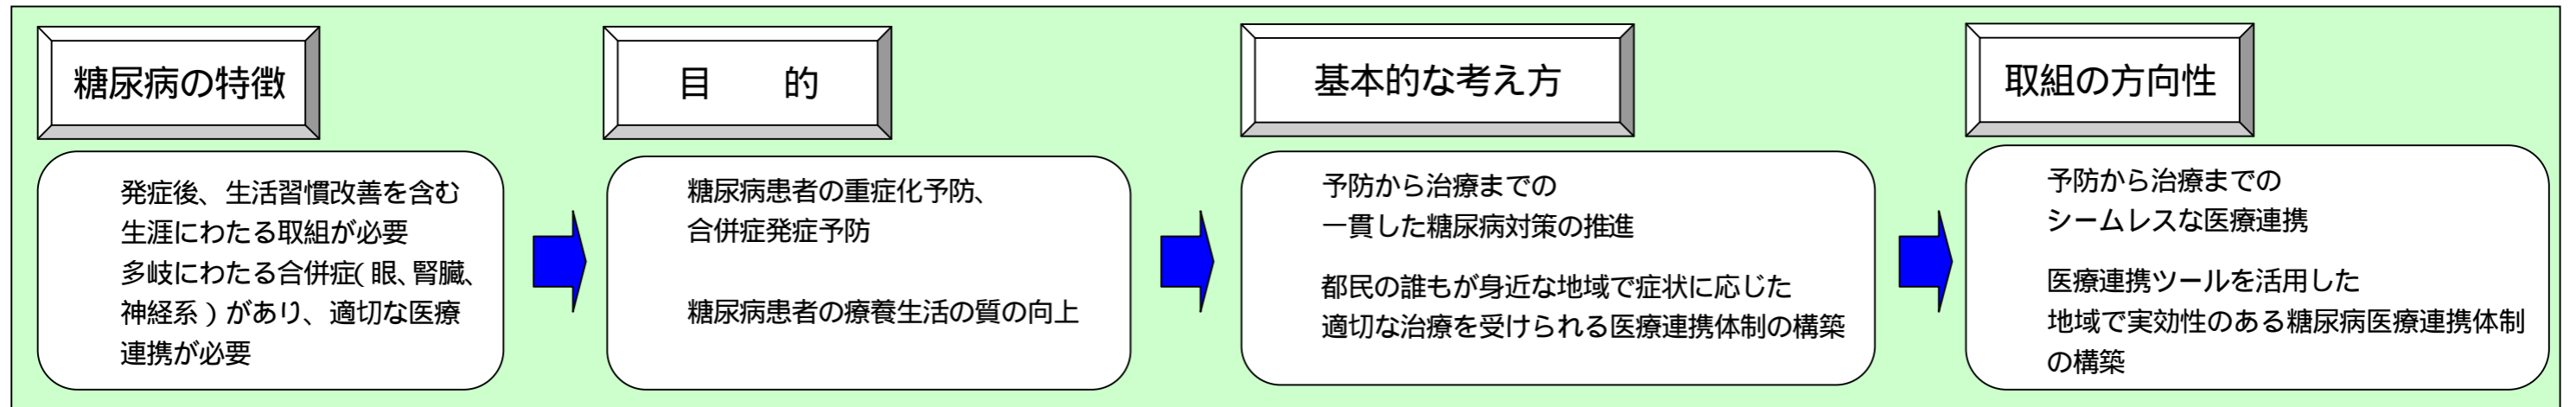 糖尿病の特徴
発症後、生活習慣改善を含む
生涯にわたる取組が必要
多岐にわたる合併症(眼、腎臓、
神経系)があり、適切な医療
連携が必要
目　的
糖尿病患者の重症化予防、
合併症発症予防
糖尿病患者の療養生活の質の向上
基本的な考え方
予防から治療までの
一貫した糖尿病対策の推進
都民の誰もが身近な地域で症状に応じた
適切な治療を受けられる医療連携体制の構築
取組の方向性
予防から治療までの
シームレスな医療連携
医療連携ツールを活用した
地域で実効性のある糖尿病医療連携体制
の構築